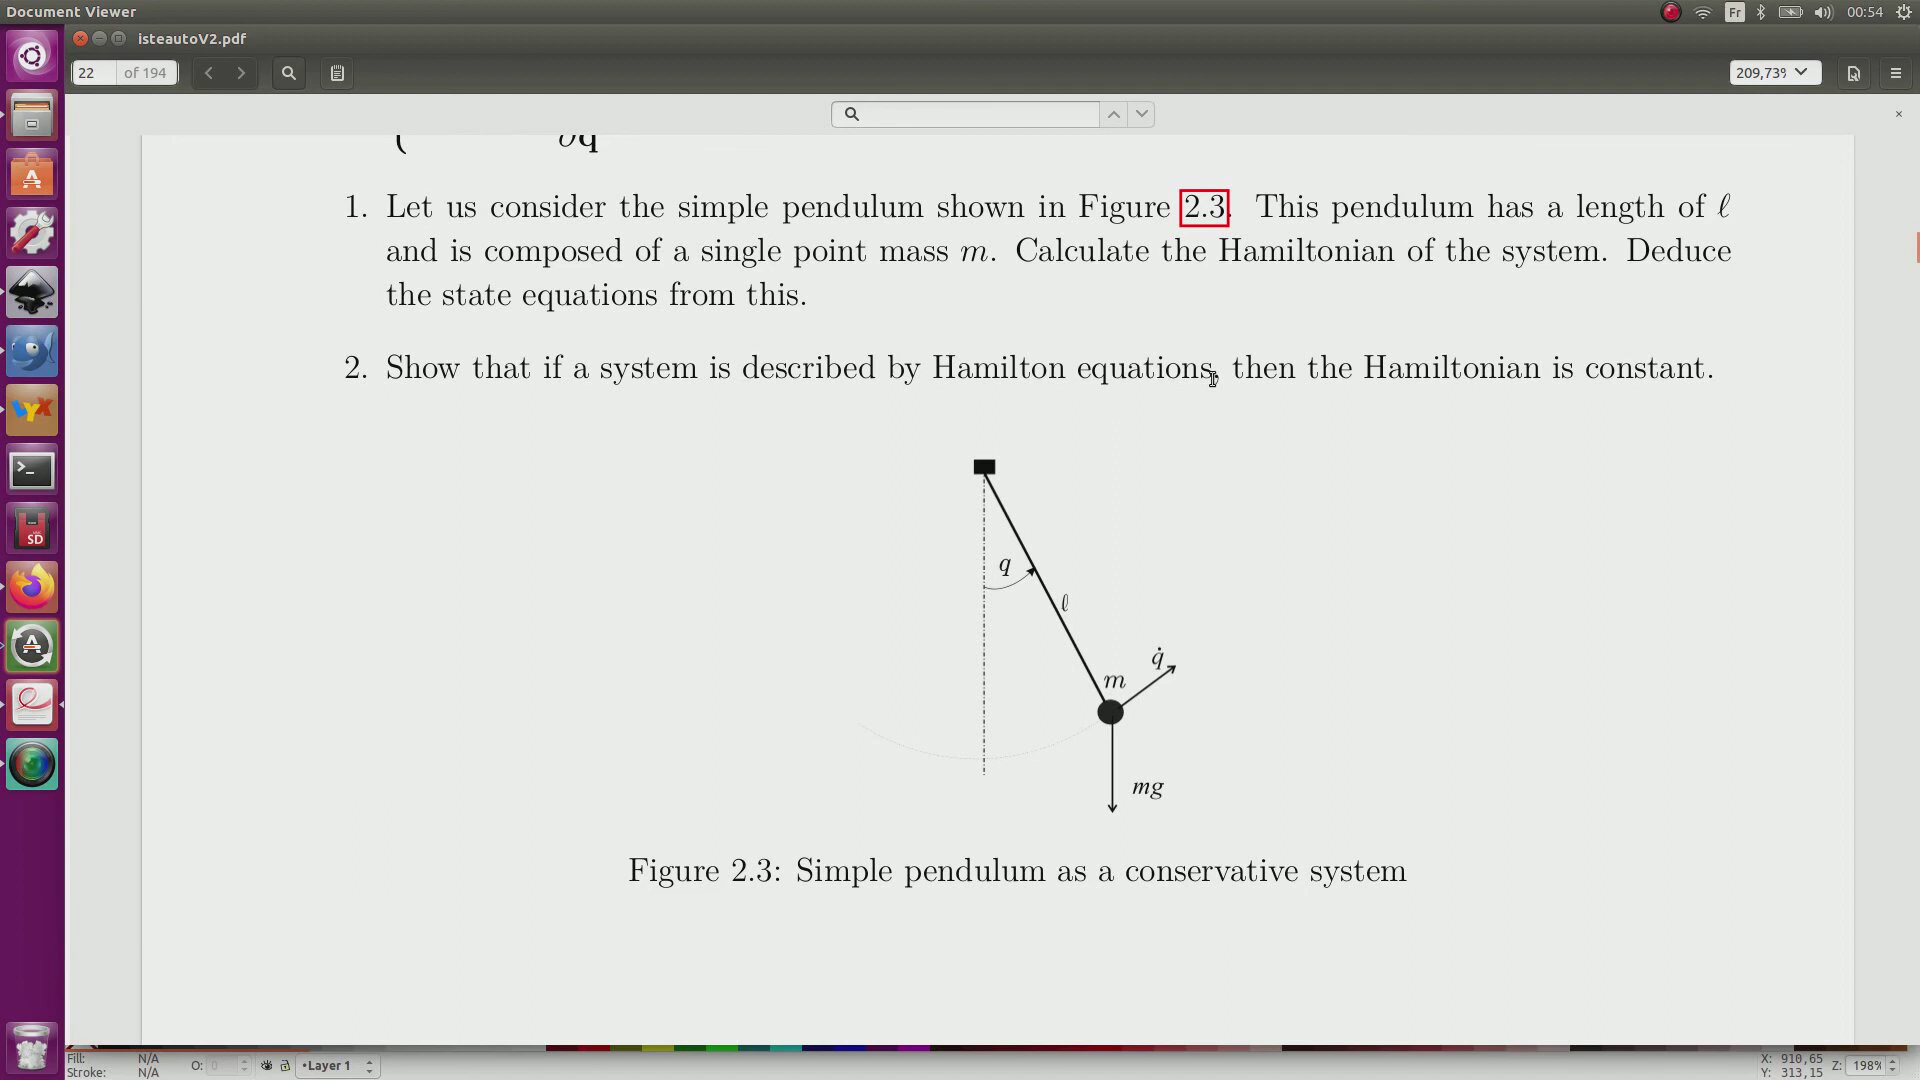 Document Viewer
Fr
00:54
isteautoV2.pdf
22 of 194
209,73%
1. Let us consider the simple pendulum shown in Figure 2.3. This pendulum has a length of ℓ
and is composed of a single point mass m. Calculate the Hamiltonian of the system. Deduce
the state equations from this.
2. Show that if a system is described by Hamilton equations, then the Hamiltonian is constant.
q
ℓ
q̇
m
mg
Figure 2.3: Simple pendulum as a conservative system
SD
Fill: N/A
Stroke: N/A
O: 0
•Layer 1
X: 910,65
Y: 313,15
Z: 198%